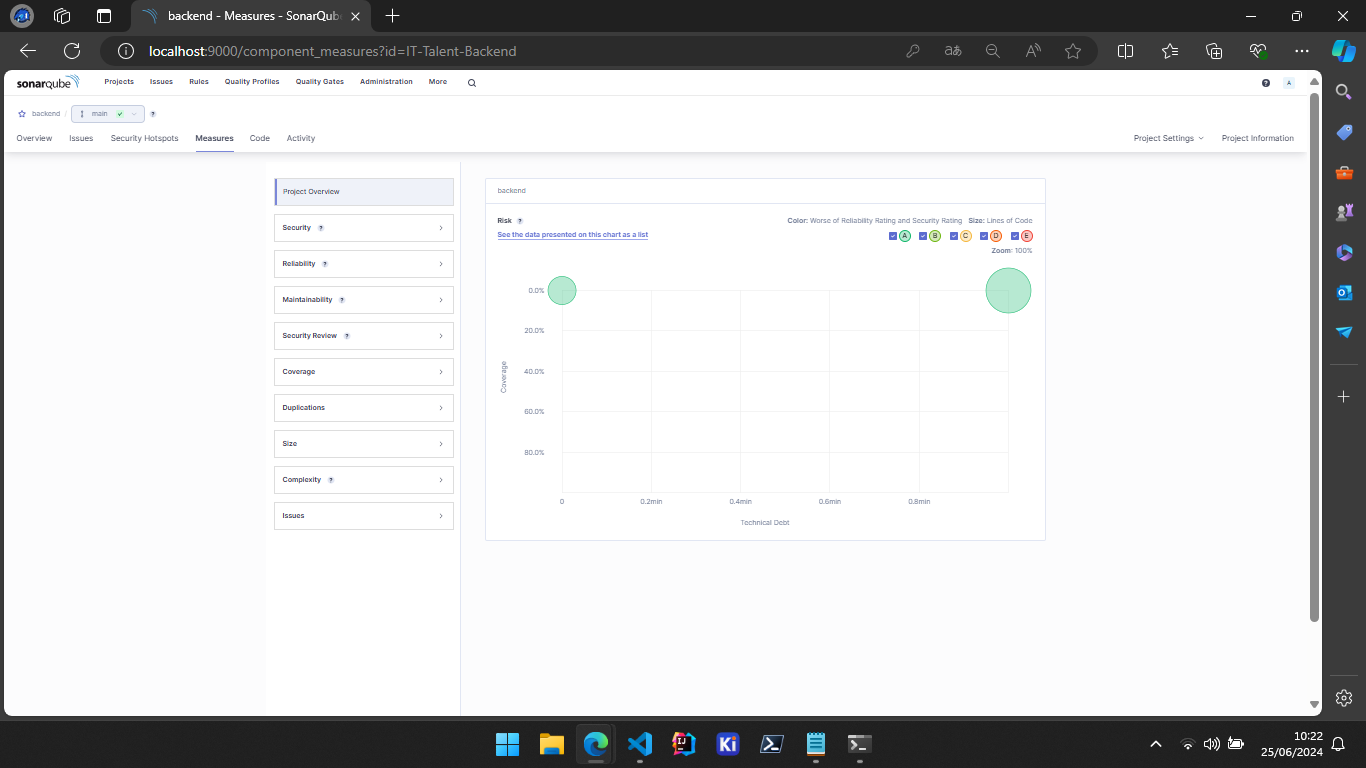 backend - Measures - SonarQube
localhost:9000/component_measures?id=IT-Talent-Backend
sonarqube Projects Issues Rules Quality Profiles Quality Gates Administration More ? A
backend / main ?
Overview Issues Security Hotspots Measures Code Activity Project Settings Project Information
Project Overview
Security ?
Reliability ?
Maintainability ?
Security Review ?
Coverage
Duplications
Size
Complexity ?
Issues
backend
Risk ? Color: Worse of Reliability Rating and Security Rating Size: Lines of Code
See the data presented on this chart as a list A B C D E
Zoom: 100%
0.0%
20.0%
40.0%
60.0%
80.0%
Coverage
0 0.2min 0.4min 0.6min 0.8min
Technical Debt
10:22
25/06/2024